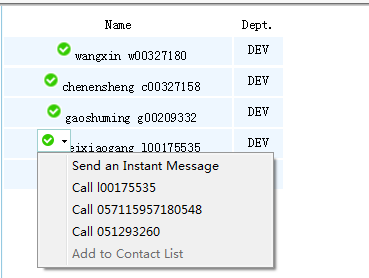 Name Dept.
wangxin w00327180 DEV
chenensheng c00327158 DEV
gaoshuming g00209332 DEV
eixiaogang l00175535 DEV
Send an Instant Message
Call l00175535
Call 057115957180548
Call 051293260
Add to Contact List